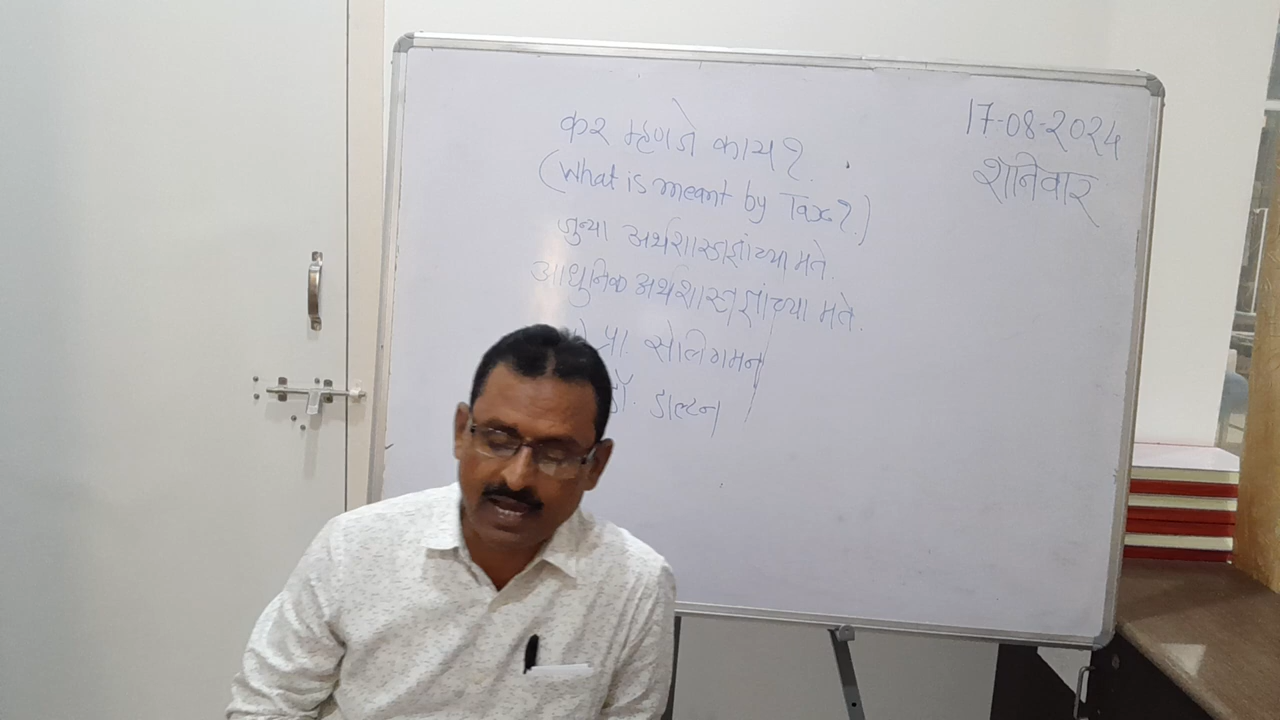 कर म्हणजे काय?
(What is meant by Tax?)
जुन्या अर्थशास्त्रज्ञांच्या मते.
आधुनिक अर्थशास्त्रज्ञांच्या मते.
प्रा. सेलिगमन
डॉ. डाल्टन
17-08-2024
शनिवार